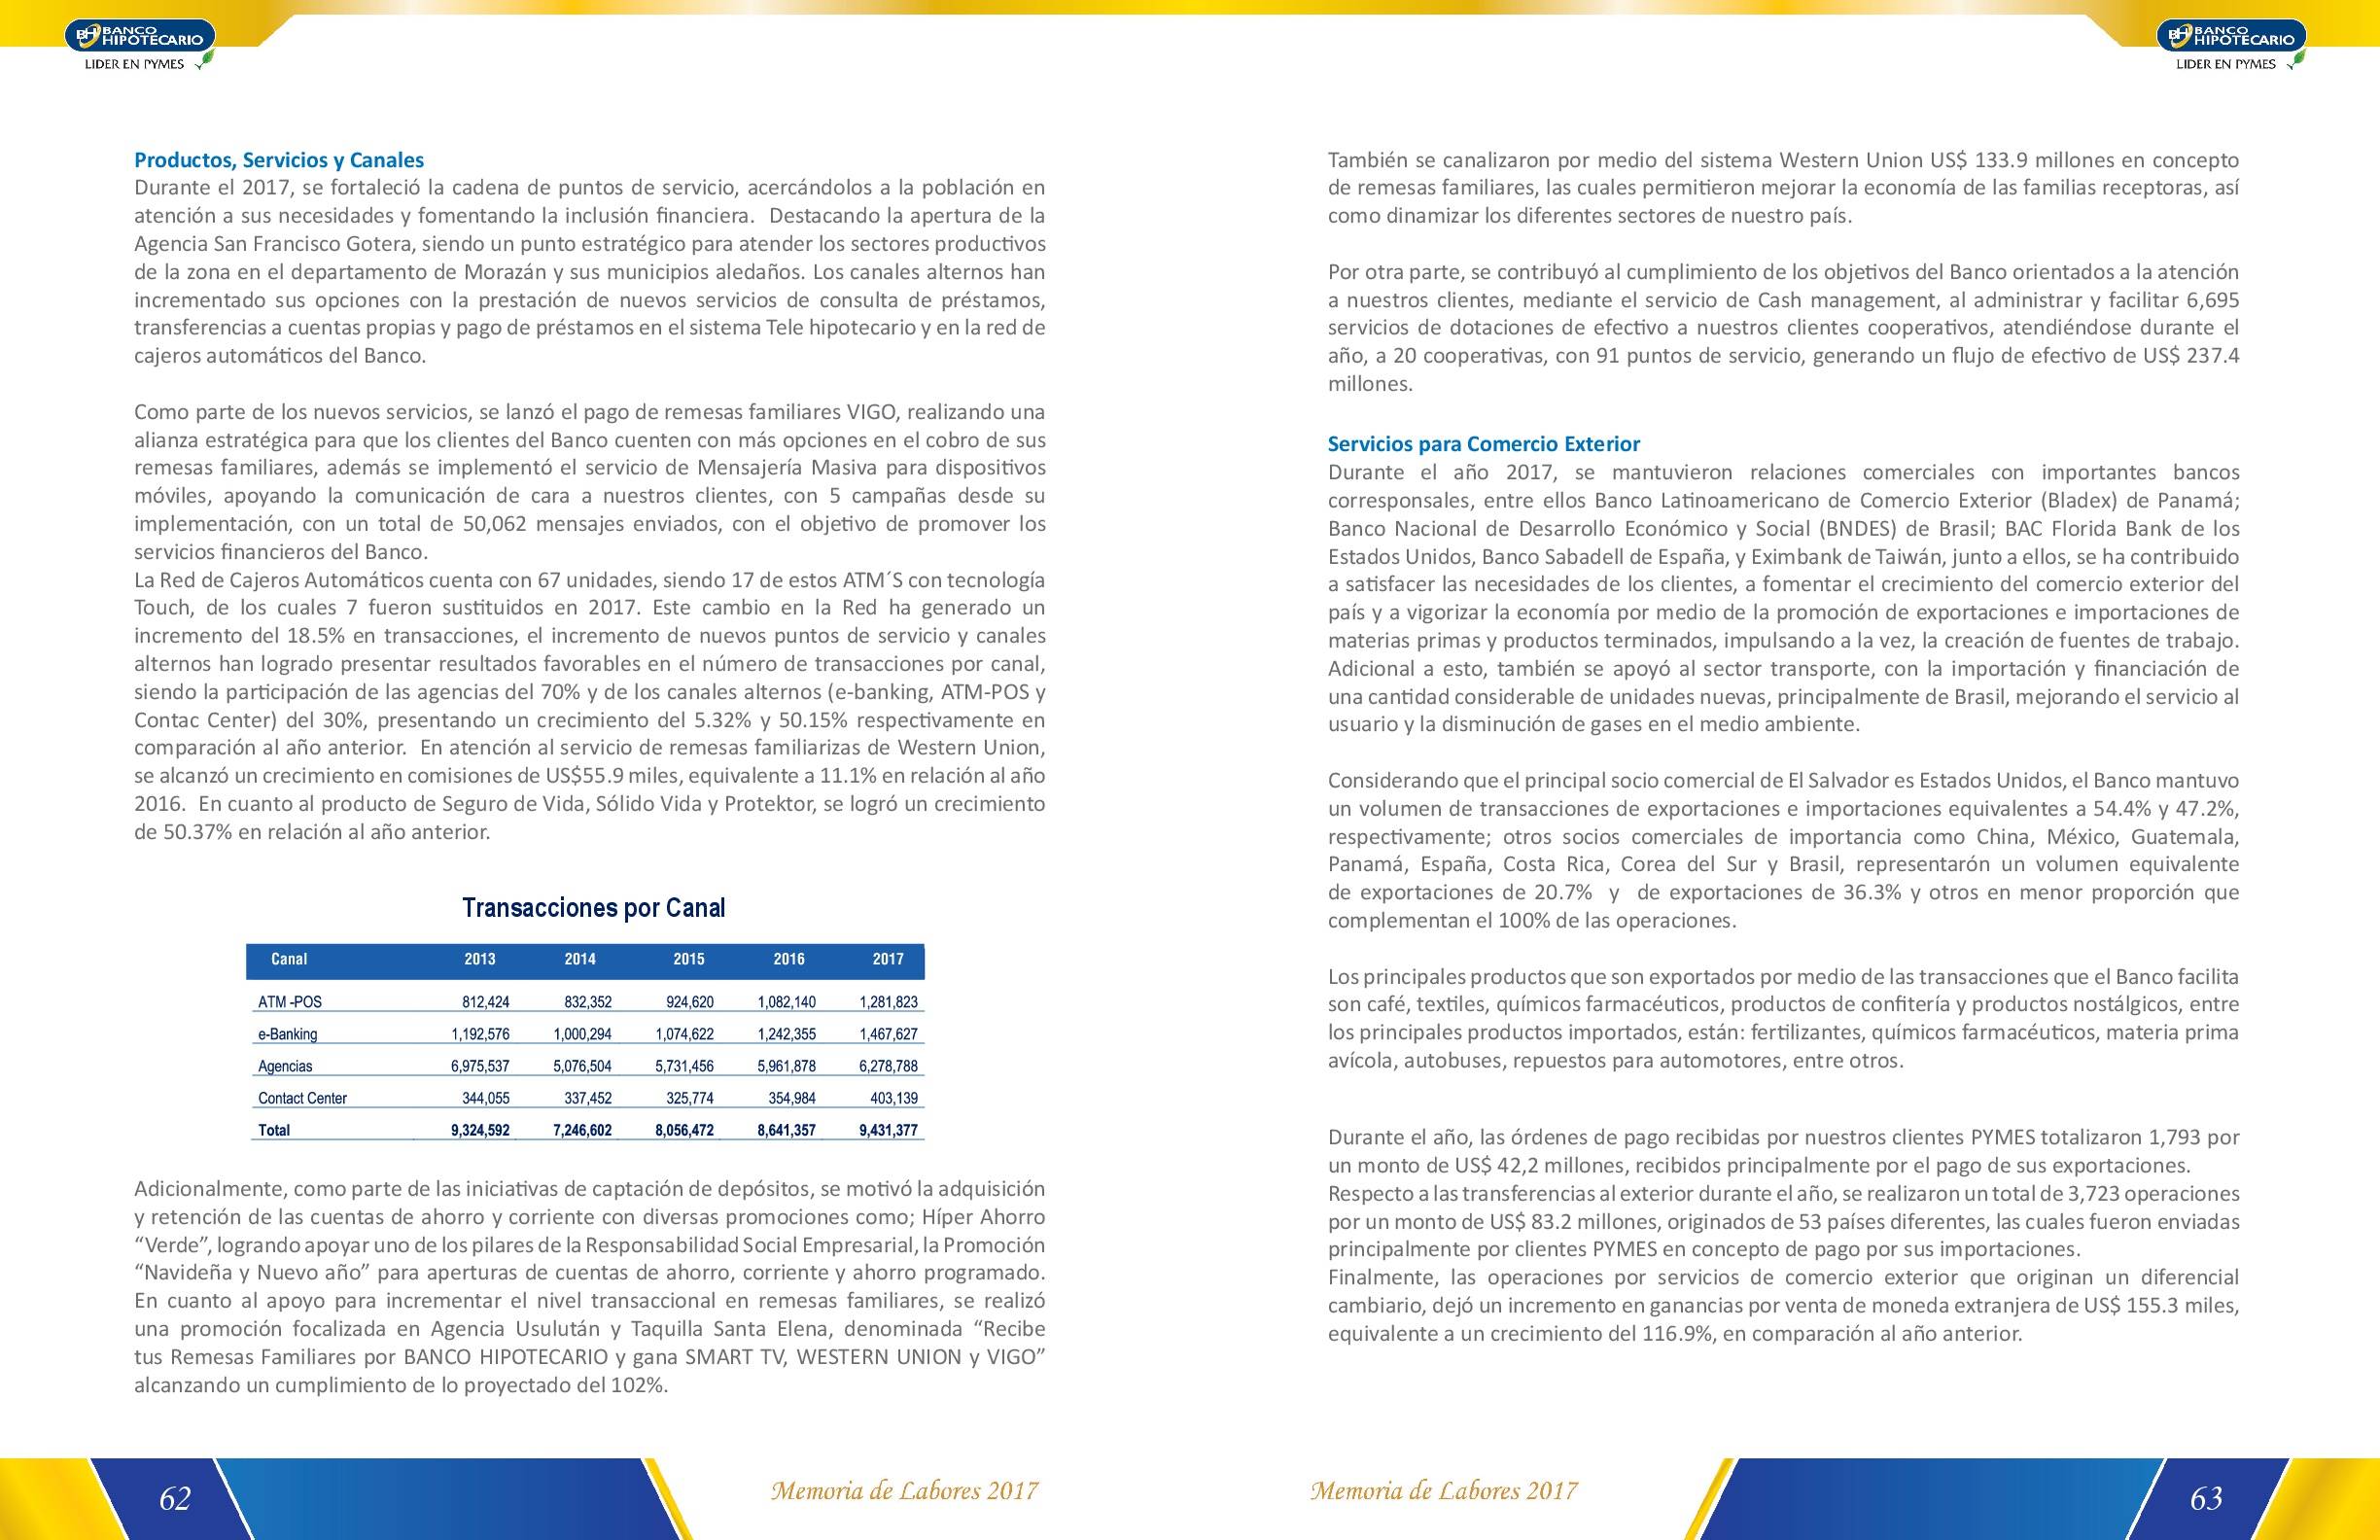 BH BANCO
HIPOTECARIO
LIDER EN PYMES
Productos, Servicios y Canales
Durante el 2017, se fortaleció la cadena de puntos de servicio, acercándolos a la población en
atención a sus necesidades y fomentando la inclusión financiera.  Destacando la apertura de la
Agencia San Francisco Gotera, siendo un punto estratégico para atender los sectores productivos
de la zona en el departamento de Morazán y sus municipios aledaños. Los canales alternos han
incrementado sus opciones con la prestación de nuevos servicios de consulta de préstamos,
transferencias a cuentas propias y pago de préstamos en el sistema Tele hipotecario y en la red de
cajeros automáticos del Banco.
Como parte de los nuevos servicios, se lanzó el pago de remesas familiares VIGO, realizando una
alianza estratégica para que los clientes del Banco cuenten con más opciones en el cobro de sus
remesas familiares, además se implementó el servicio de Mensajería Masiva para dispositivos
móviles, apoyando la comunicación de cara a nuestros clientes, con 5 campañas desde su
implementación, con un total de 50,062 mensajes enviados, con el objetivo de promover los
servicios financieros del Banco.
La Red de Cajeros Automáticos cuenta con 67 unidades, siendo 17 de estos ATM´S con tecnología
Touch, de los cuales 7 fueron sustituidos en 2017. Este cambio en la Red ha generado un
incremento del 18.5% en transacciones, el incremento de nuevos puntos de servicio y canales
alternos han logrado presentar resultados favorables en el número de transacciones por canal,
siendo la participación de las agencias del 70% y de los canales alternos (e-banking, ATM-POS y
Contac Center) del 30%, presentando un crecimiento del 5.32% y 50.15% respectivamente en
comparación al año anterior.  En atención al servicio de remesas familiarizas de Western Union,
se alcanzó un crecimiento en comisiones de US$55.9 miles, equivalente a 11.1% en relación al año
2016.  En cuanto al producto de Seguro de Vida, Sólido Vida y Protektor, se logró un crecimiento
de 50.37% en relación al año anterior.
Transacciones por Canal
Canal 2013 2014 2015 2016 2017
ATM -POS 812,424 832,352 924,620 1,082,140 1,281,823
e-Banking 1,192,576 1,000,294 1,074,622 1,242,355 1,467,627
Agencias 6,975,537 5,076,504 5,731,456 5,961,878 6,278,788
Contact Center 344,055 337,452 325,774 354,984 403,139
Total 9,324,592 7,246,602 8,056,472 8,641,357 9,431,377
Adicionalmente, como parte de las iniciativas de captación de depósitos, se motivó la adquisición
y retención de las cuentas de ahorro y corriente con diversas promociones como; Híper Ahorro
“Verde”, logrando apoyar uno de los pilares de la Responsabilidad Social Empresarial, la Promoción
“Navideña y Nuevo año” para aperturas de cuentas de ahorro, corriente y ahorro programado.
En cuanto al apoyo para incrementar el nivel transaccional en remesas familiares, se realizó
una promoción focalizada en Agencia Usulután y Taquilla Santa Elena, denominada “Recibe
tus Remesas Familiares por BANCO HIPOTECARIO y gana SMART TV, WESTERN UNION y VIGO”
alcanzando un cumplimiento de lo proyectado del 102%.
62
Memoria de Labores 2017
BH BANCO
HIPOTECARIO
LIDER EN PYMES
También se canalizaron por medio del sistema Western Union US$ 133.9 millones en concepto
de remesas familiares, las cuales permitieron mejorar la economía de las familias receptoras, así
como dinamizar los diferentes sectores de nuestro país.
Por otra parte, se contribuyó al cumplimiento de los objetivos del Banco orientados a la atención
a nuestros clientes, mediante el servicio de Cash management, al administrar y facilitar 6,695
servicios de dotaciones de efectivo a nuestros clientes cooperativos, atendiéndose durante el
año, a 20 cooperativas, con 91 puntos de servicio, generando un flujo de efectivo de US$ 237.4
millones.
Servicios para Comercio Exterior
Durante el año 2017, se mantuvieron relaciones comerciales con importantes bancos
corresponsales, entre ellos Banco Latinoamericano de Comercio Exterior (Bladex) de Panamá;
Banco Nacional de Desarrollo Económico y Social (BNDES) de Brasil; BAC Florida Bank de los
Estados Unidos, Banco Sabadell de España, y Eximbank de Taiwán, junto a ellos, se ha contribuido
a satisfacer las necesidades de los clientes, a fomentar el crecimiento del comercio exterior del
país y a vigorizar la economía por medio de la promoción de exportaciones e importaciones de
materias primas y productos terminados, impulsando a la vez, la creación de fuentes de trabajo.
Adicional a esto, también se apoyó al sector transporte, con la importación y financiación de
una cantidad considerable de unidades nuevas, principalmente de Brasil, mejorando el servicio al
usuario y la disminución de gases en el medio ambiente.
Considerando que el principal socio comercial de El Salvador es Estados Unidos, el Banco mantuvo
un volumen de transacciones de exportaciones e importaciones equivalentes a 54.4% y 47.2%,
respectivamente; otros socios comerciales de importancia como China, México, Guatemala,
Panamá, España, Costa Rica, Corea del Sur y Brasil, representarón un volumen equivalente
de exportaciones de 20.7%  y  de exportaciones de 36.3% y otros en menor proporción que
complementan el 100% de las operaciones.
Los principales productos que son exportados por medio de las transacciones que el Banco facilita
son café, textiles, químicos farmacéuticos, productos de confitería y productos nostálgicos, entre
los principales productos importados, están: fertilizantes, químicos farmacéuticos, materia prima
avícola, autobuses, repuestos para automotores, entre otros.
Durante el año, las órdenes de pago recibidas por nuestros clientes PYMES totalizaron 1,793 por
un monto de US$ 42,2 millones, recibidos principalmente por el pago de sus exportaciones.
Respecto a las transferencias al exterior durante el año, se realizaron un total de 3,723 operaciones
por un monto de US$ 83.2 millones, originados de 53 países diferentes, las cuales fueron enviadas
principalmente por clientes PYMES en concepto de pago por sus importaciones.
Finalmente, las operaciones por servicios de comercio exterior que originan un diferencial
cambiario, dejó un incremento en ganancias por venta de moneda extranjera de US$ 155.3 miles,
equivalente a un crecimiento del 116.9%, en comparación al año anterior.
Memoria de Labores 2017
63